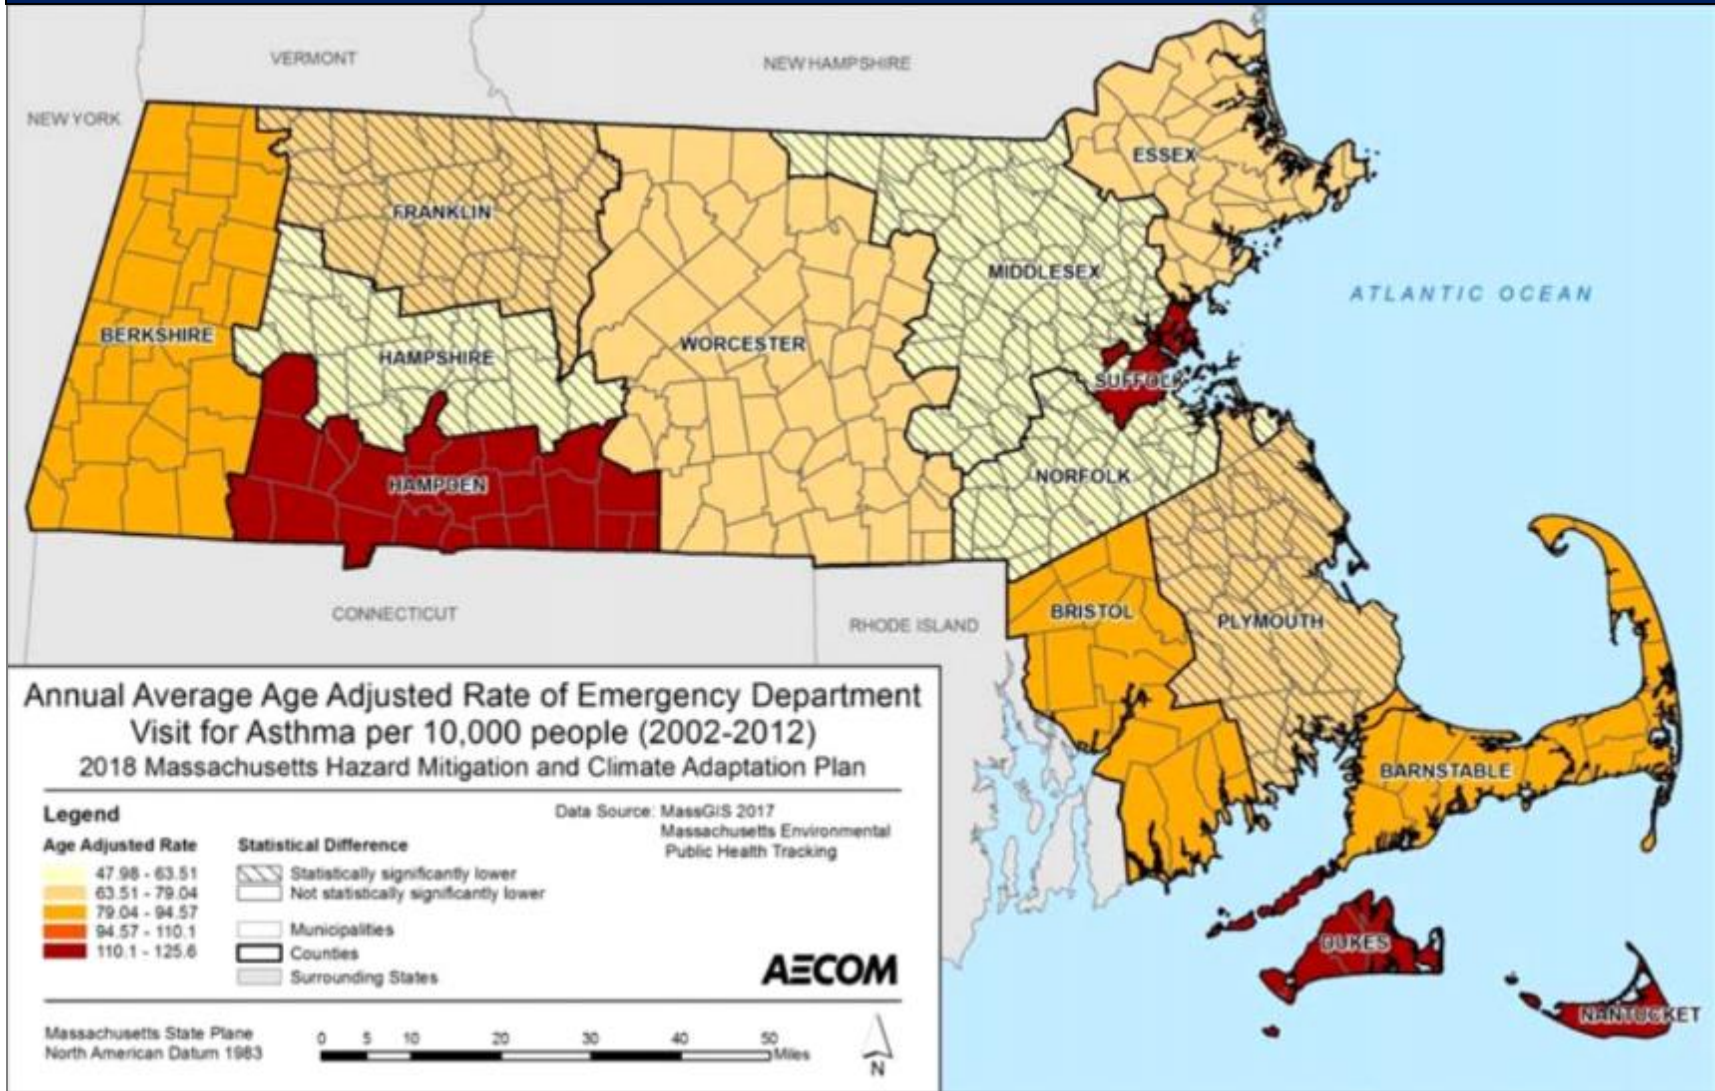 VERMONT
NEW HAMPSHIRE
NEW YORK
ESSEX
FRANKLIN
MIDDLESEX
ATLANTIC OCEAN
BERKSHIRE
HAMPSHIRE
WORCESTER
SUFFOLK
HAMPDEN
NORFOLK
CONNECTICUT
RHODE ISLAND
BRISTOL
PLYMOUTH
BARNSTABLE
DUKES
NANTUCKET
Annual Average Age Adjusted Rate of Emergency Department
Visit for Asthma per 10,000 people (2002-2012)
2018 Massachusetts Hazard Mitigation and Climate Adaptation Plan
Legend
Age Adjusted Rate
47.98 - 63.51
63.51 - 79.04
79.04 - 94.57
94.57 - 110.1
110.1 - 125.6
Statistical Difference
Statistically significantly lower
Not statistically significantly lower
Municipalities
Counties
Surrounding States
Data Source: MassGIS 2017
Massachusetts Environmental
Public Health Tracking
AECOM
Massachusetts State Plane
North American Datum 1983
0 5 10 20 30 40 50
Miles
N